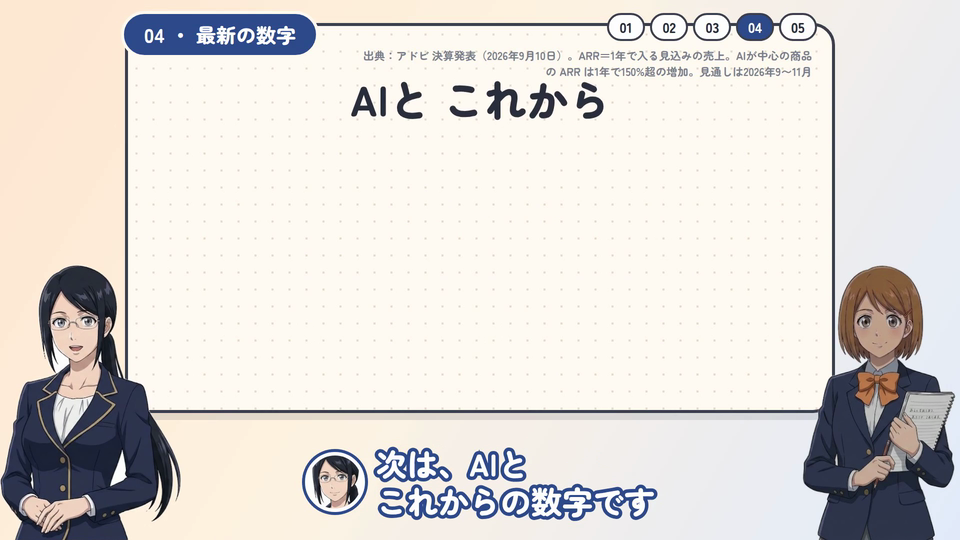 04 ・ 最新の数字
01 02 03 04 05
出典：アドビ 決算発表（2026年9月10日）。ARR＝1年で入る見込みの売上。AIが中心の商品
の ARR は1年で150%超の増加。見通しは2026年9〜11月
AIと これから
次は、AIと
これからの数字です